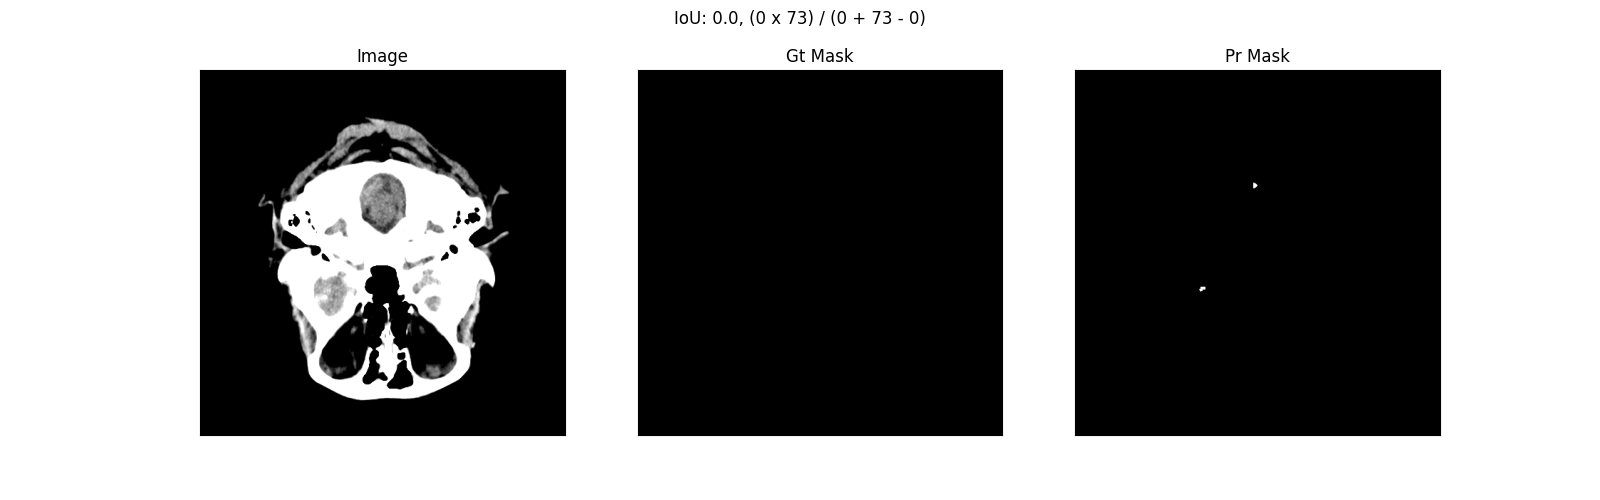 IoU: 0.0, (0 x 73) / (0 + 73 - 0)
Image
Gt Mask
Pr Mask